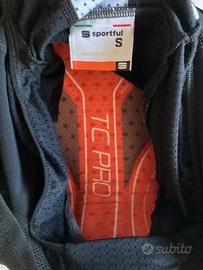 sportful
S
TC PRO
subito